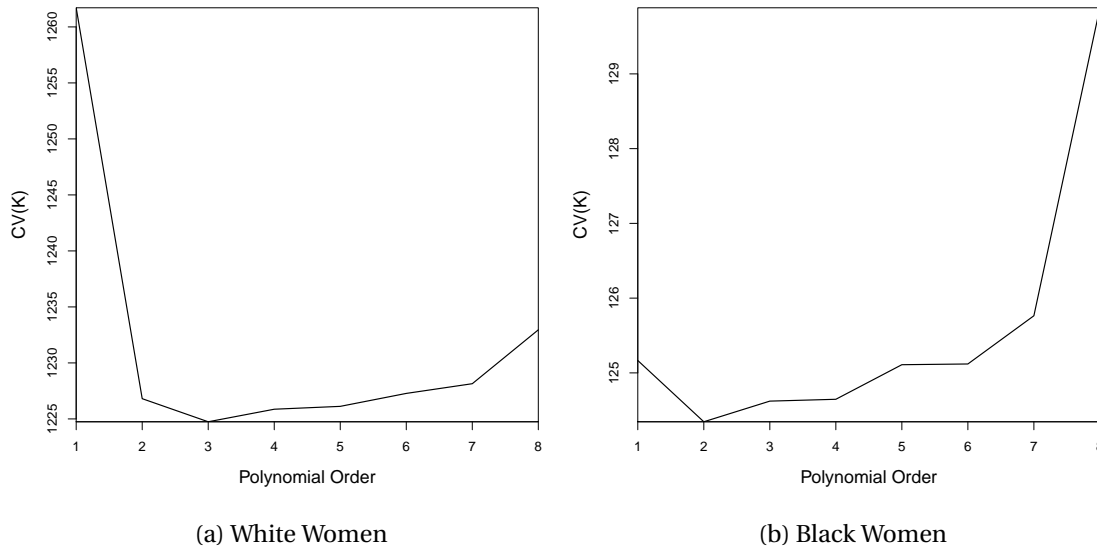 CV(K)
1260
1255
1250
1245
1240
1235
1230
1225
1 2 3 4 5 6 7 8
Polynomial Order
(a) White Women
CV(K)
129
128
127
126
125
1 2 3 4 5 6 7 8
Polynomial Order
(b) Black Women